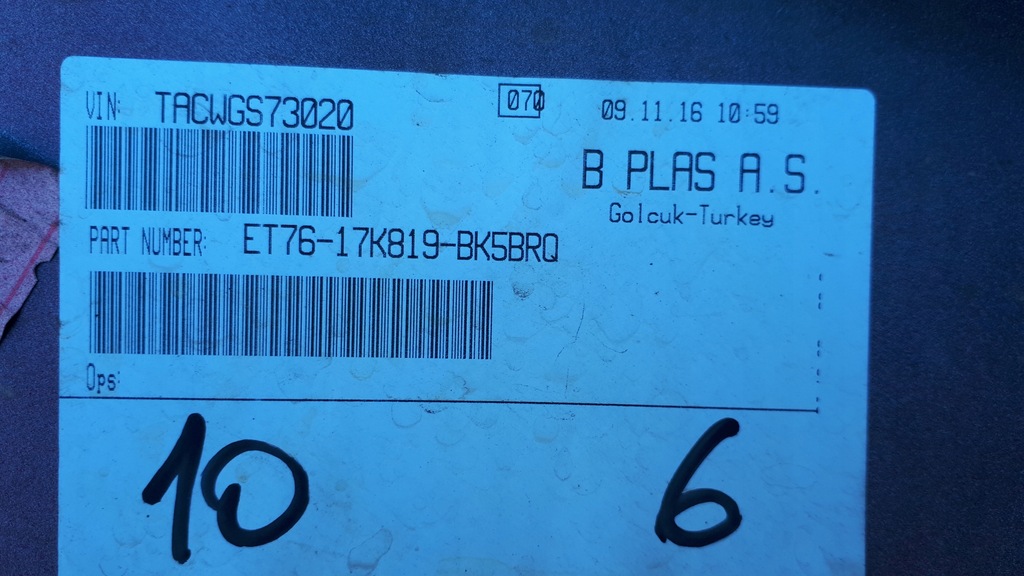 VIN: TACWGS73020
070
09.11.16 10:59
B PLAS A.S.
Golcuk-Turkey
PART NUMBER: ET76-17K819-BK5BRQ
Ops:
10 6